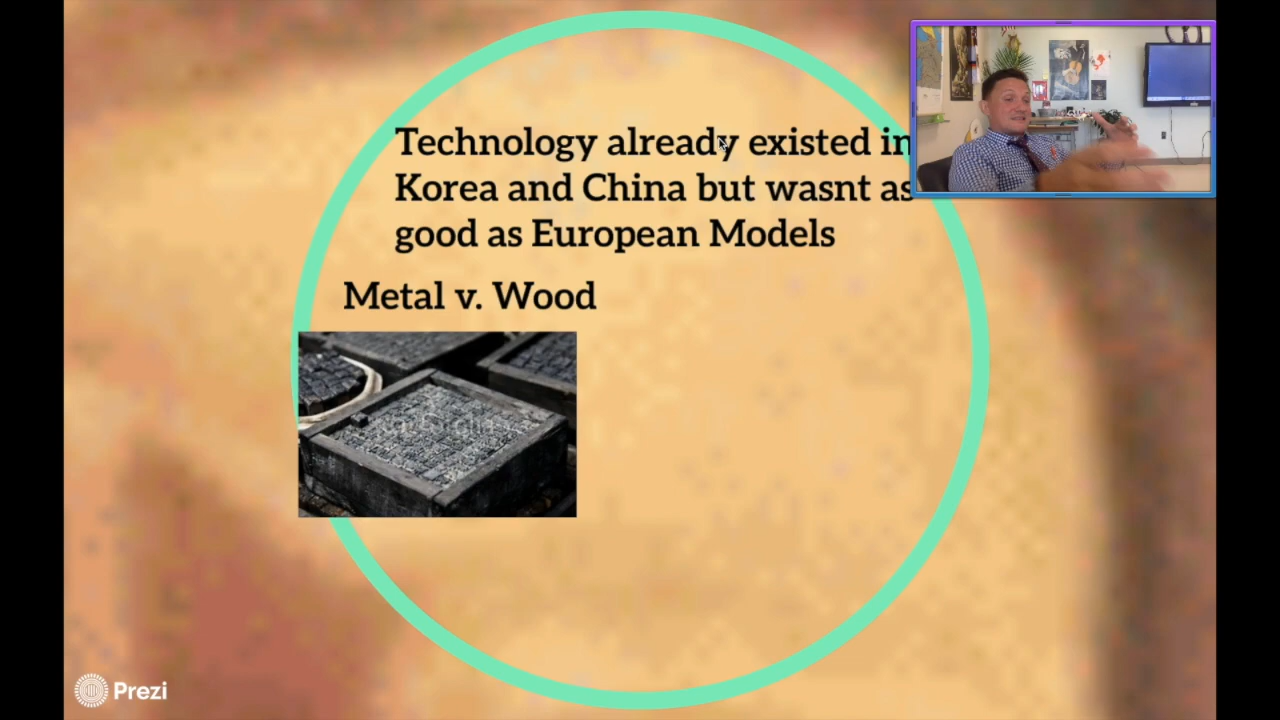 Technology already existed in
Korea and China but wasnt as
good as European Models
Metal v. Wood
Prezi